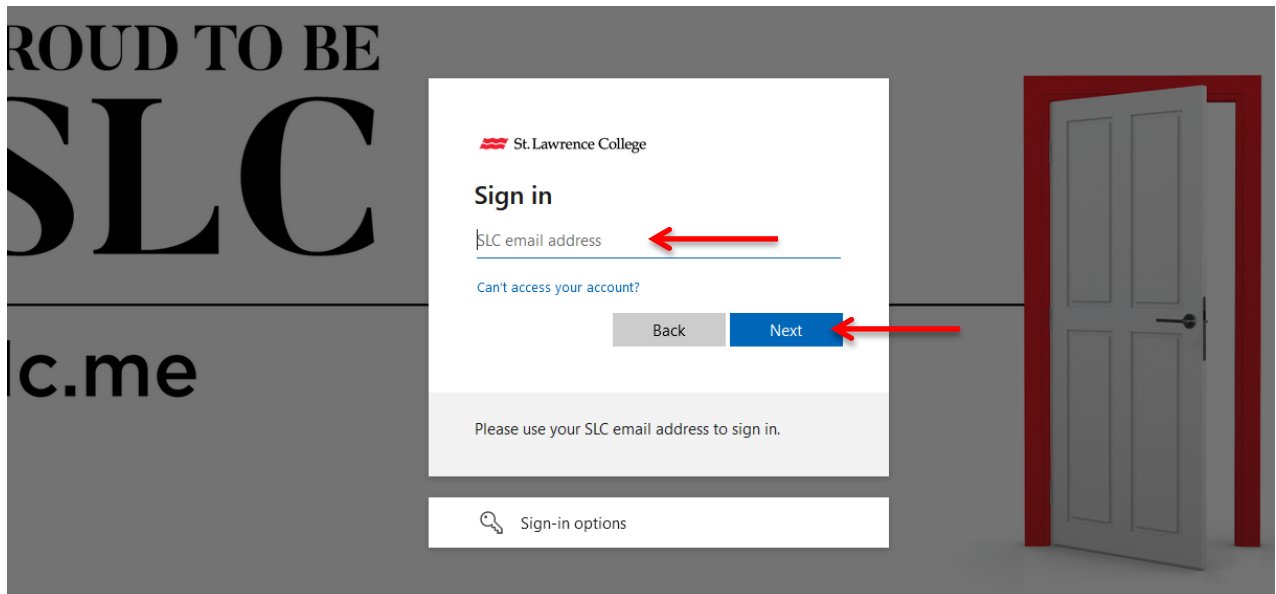 ROUD TO BE
SLC
lc.me
St. Lawrence College
Sign in
SLC email address
Can't access your account?
Back
Next
Please use your SLC email address to sign in.
Sign-in options